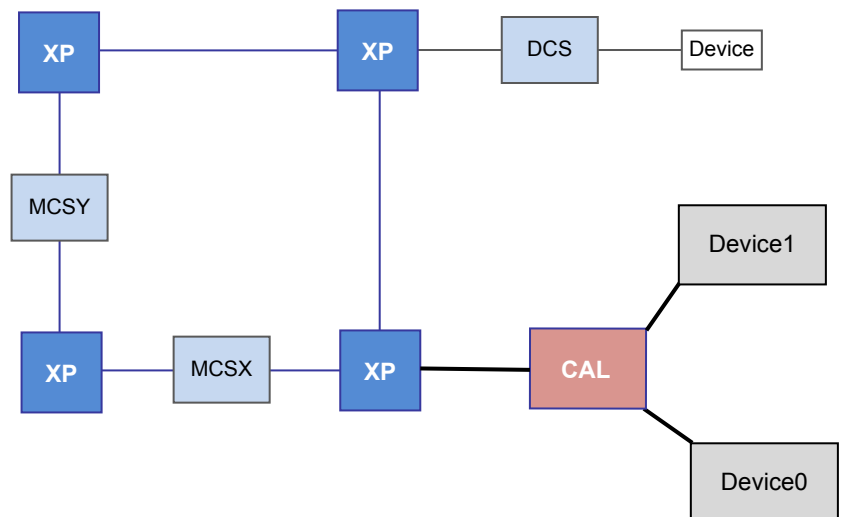 XP
XP
DCS
Device
MCSY
Device1
XP
MCSX
XP
CAL
Device0